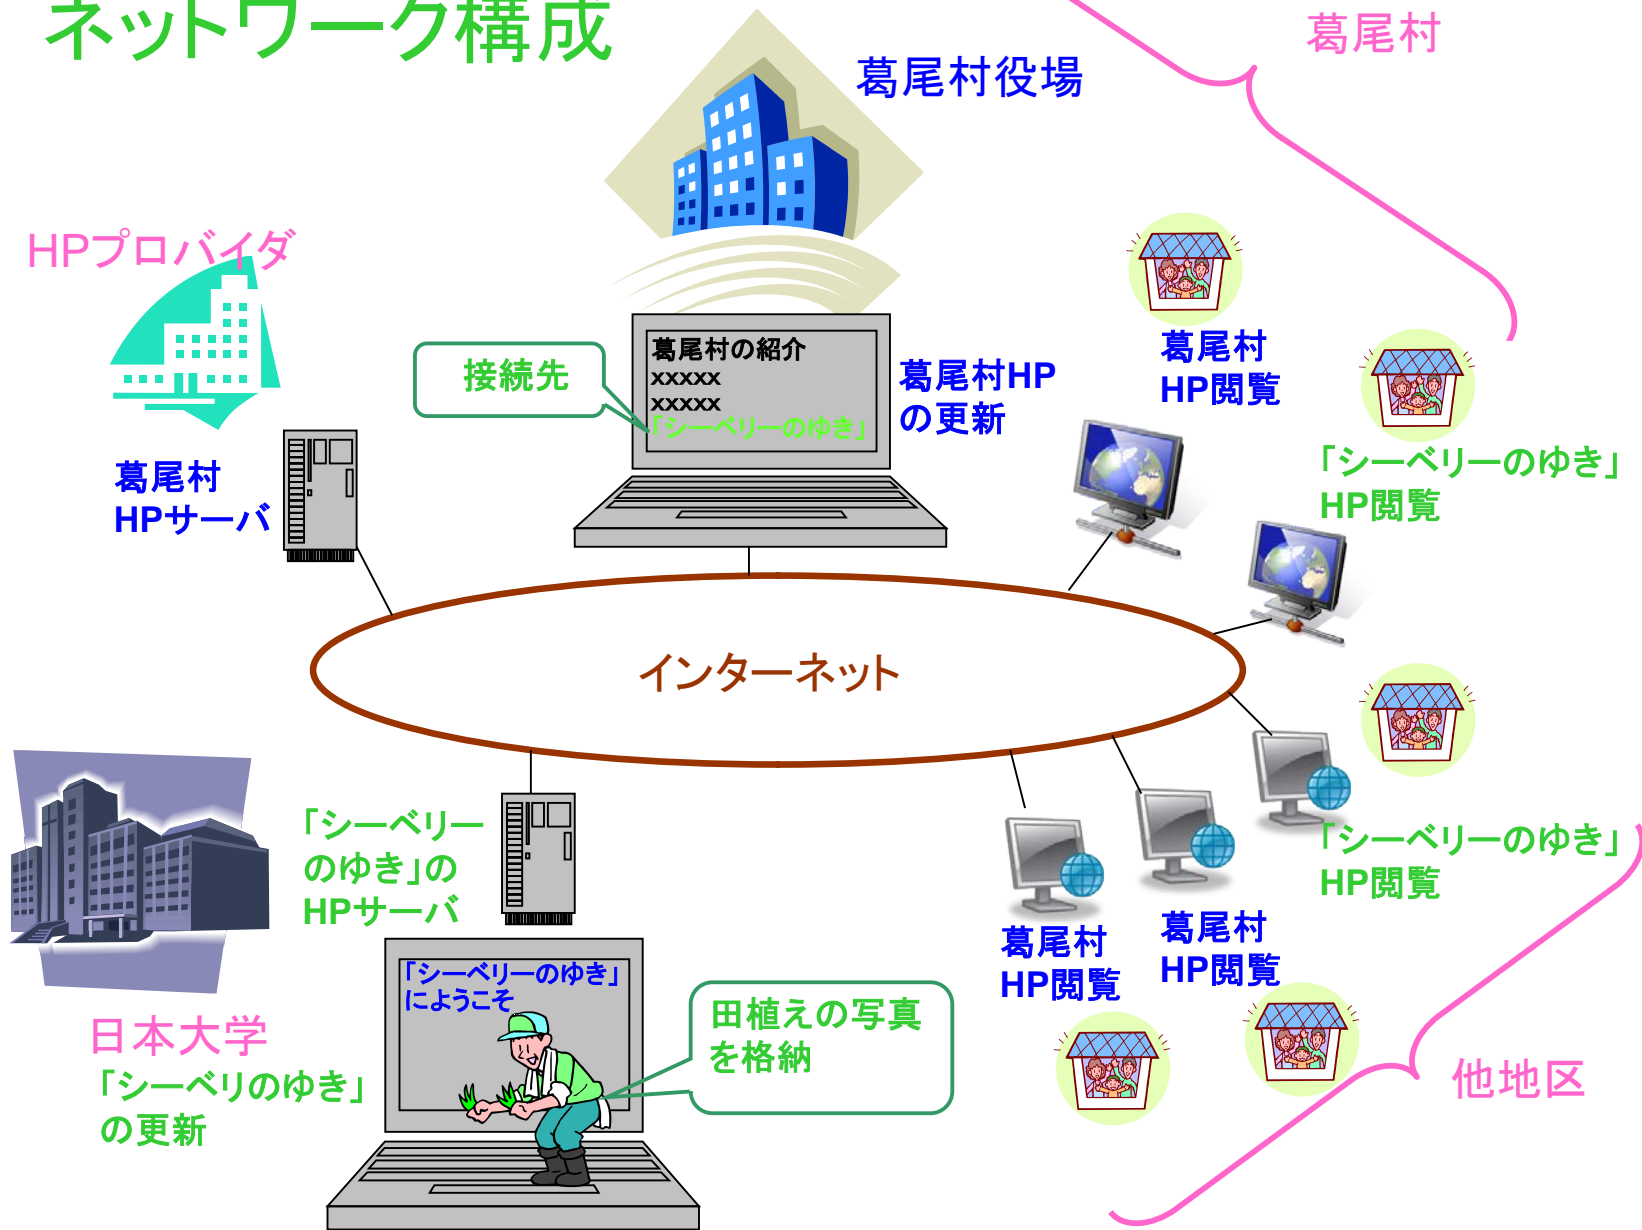 ネットワーク構成
葛尾村
葛尾村役場
HPプロバイダ
葛尾村の紹介
xxxxx
xxxxx
「シーベリーのゆき」
接続先
葛尾村HP
の更新
葛尾村
HP閲覧
「シーベリーのゆき」
HP閲覧
葛尾村
HPサーバ
インターネット
「シーベリー
のゆき」の
HPサーバ
「シーベリーのゆき」
HP閲覧
葛尾村
HP閲覧
葛尾村
HP閲覧
「シーベリーのゆき」
にようこそ
田植えの写真
を格納
日本大学
「シーベリのゆき」
の更新
他地区